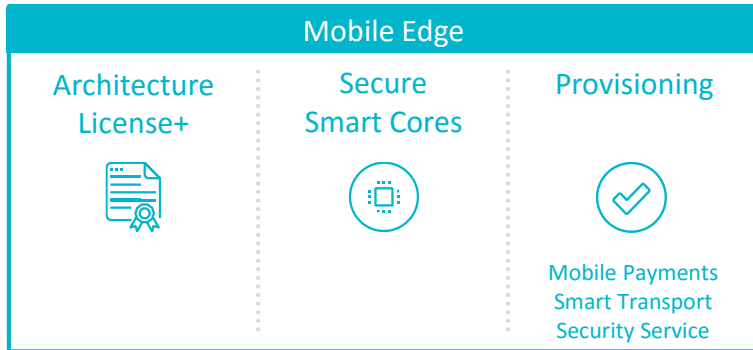 Mobile Edge
Architecture
License+
Secure
Smart Cores
Provisioning
Mobile Payments
Smart Transport
Security Service